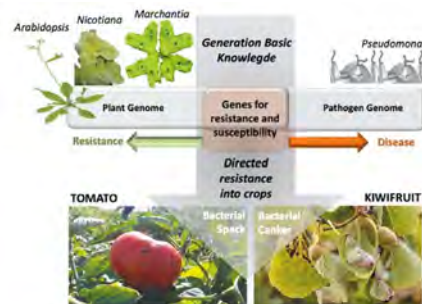 Marchantia
Nicotiana
Arabidopsis
Generation Basic
Knowlegde
Pseudomona
Plant Genome
Genes for
resistance and
susceptibility
Pathogen Genome
Resistance
Disease
Directed
resistance
into crops
TOMATO
KIWIFRUIT
Bacterial
Speck
Bacterial
Canker